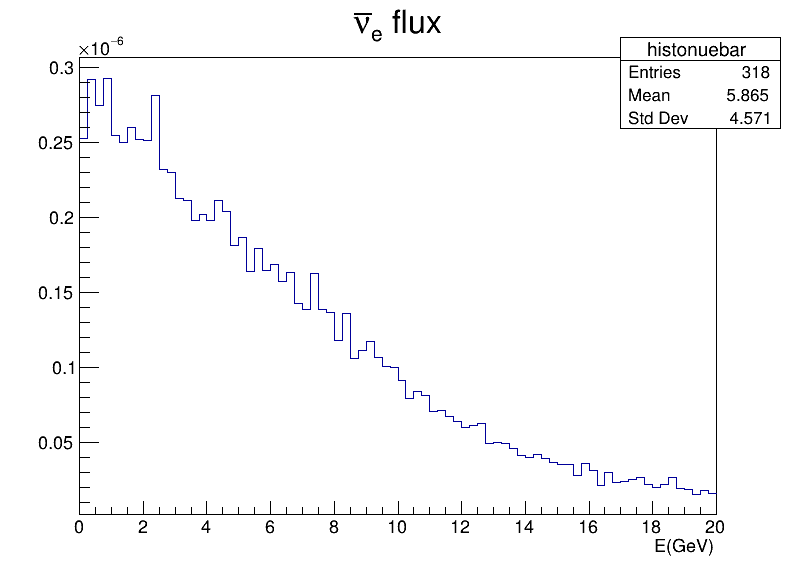 ν̅ₑ flux
×10⁻⁶
histonuebar
Entries 318
Mean 5.865
Std Dev 4.571
0.3
0.25
0.2
0.15
0.1
0.05
0 2 4 6 8 10 12 14 16 18 20
E(GeV)